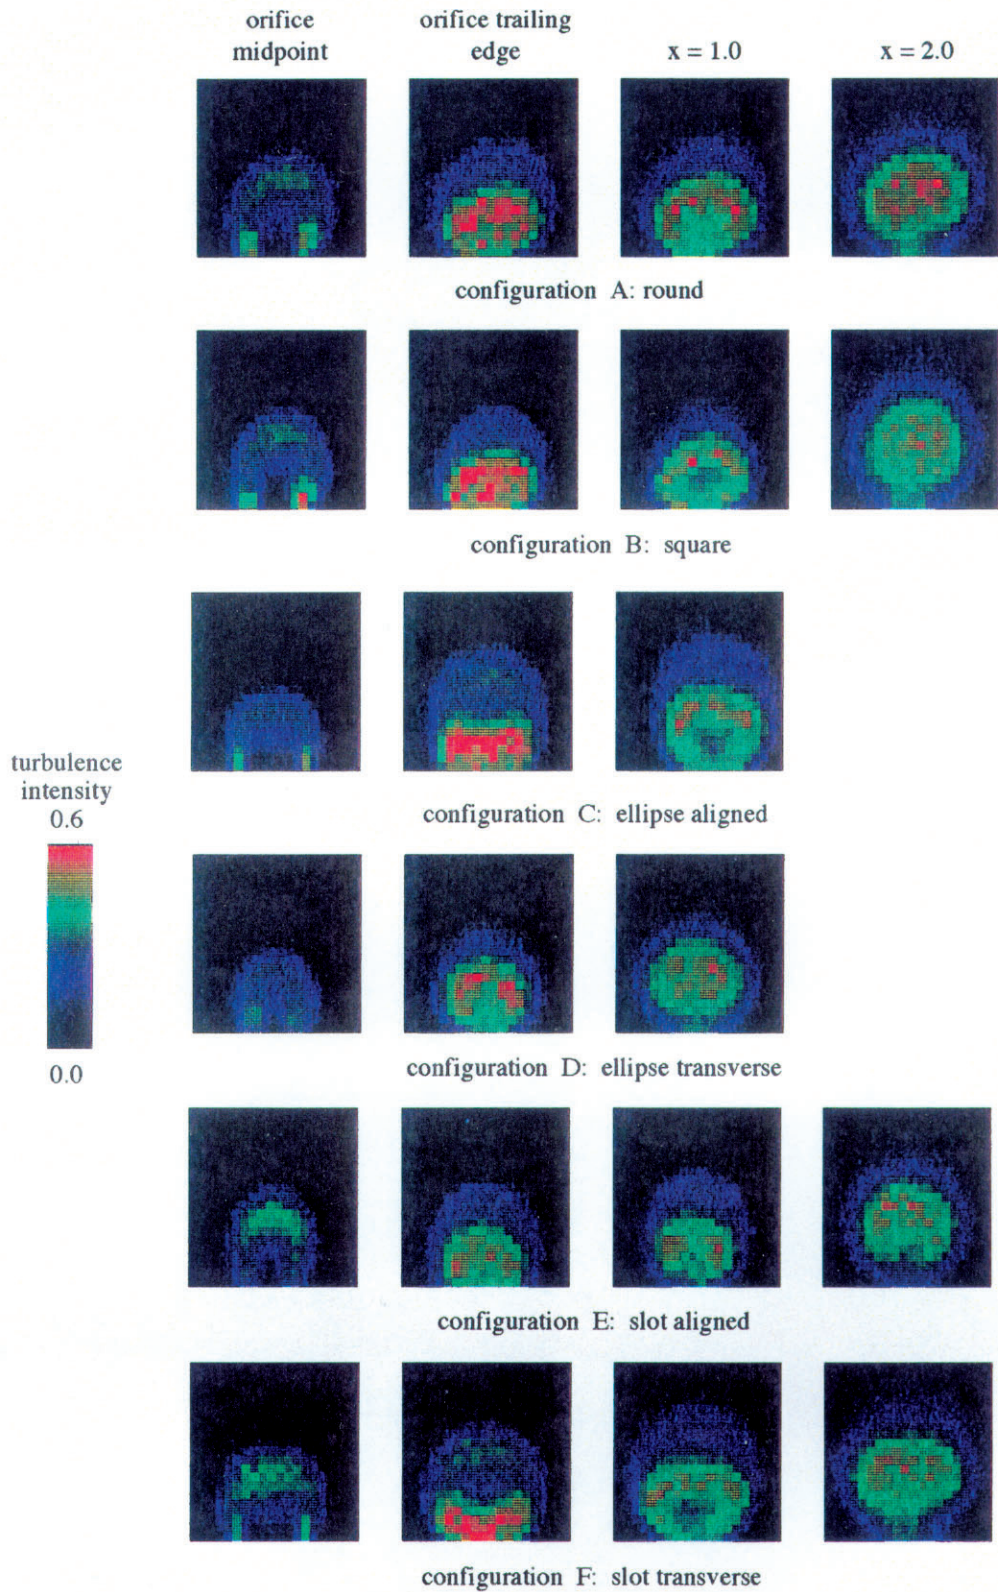 orifice
midpoint
orifice trailing
edge
x = 1.0
x = 2.0
configuration A: round
configuration B: square
configuration C: ellipse aligned
turbulence
intensity
0.6
0.0
configuration D: ellipse transverse
configuration E: slot aligned
configuration F: slot transverse